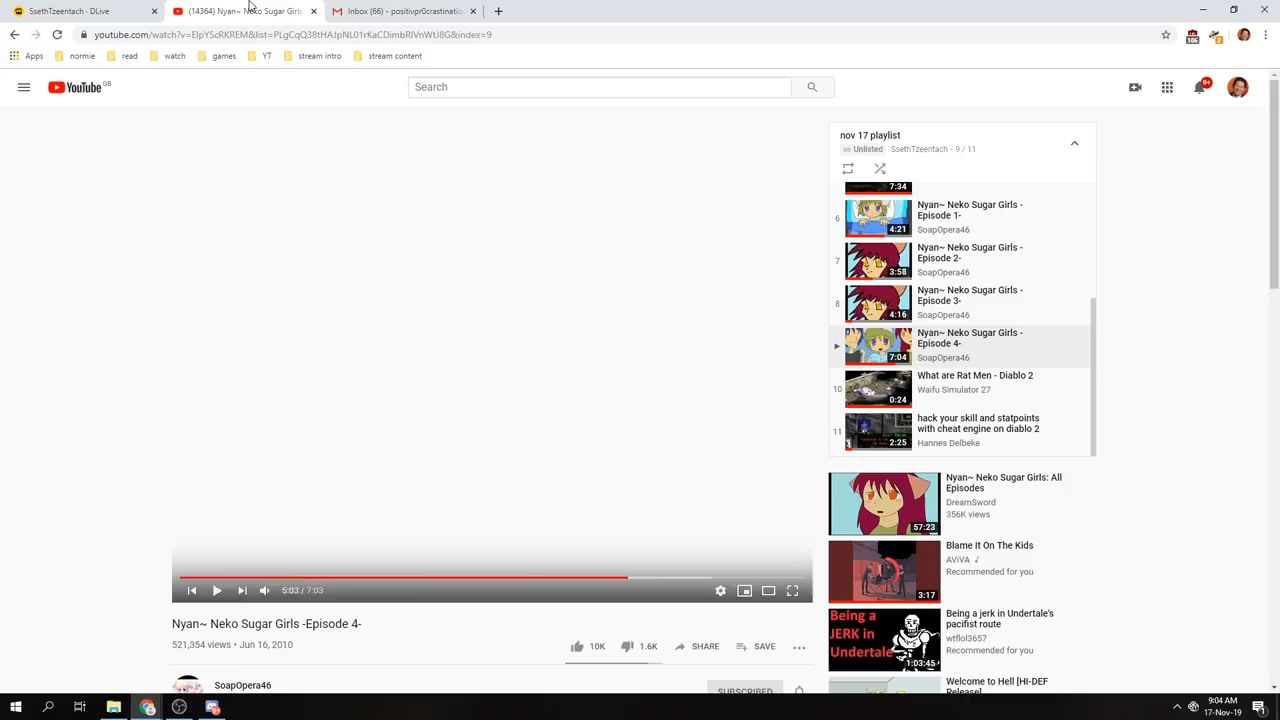 SsethTzeentach - DLive
(14364) Nyan~ Neko Sugar Girls
Inbox (66) - positivpr0crastination
youtube.com/watch?v=EIpYScRKREM&list=PLgCqQ38tHAJpNL01rKaCDimbRIVnWtJ8G&index=9
106
2
Apps
normie
read
watch
games
YT
stream intro
stream content
YouTube GB
Search
9+
nov 17 playlist
Unlisted SsethTzeentach - 9 / 11
7:34
6
Nyan~ Neko Sugar Girls -
Episode 1-
SoapOpera46
4:21
7
Nyan~ Neko Sugar Girls -
Episode 2-
SoapOpera46
3:58
8
Nyan~ Neko Sugar Girls -
Episode 3-
SoapOpera46
4:16
Nyan~ Neko Sugar Girls -
Episode 4-
SoapOpera46
7:04
10
What are Rat Men - Diablo 2
Waifu Simulator 27
0:24
11
hack your skill and statpoints
with cheat engine on diablo 2
Hannes Delbeke
2:25
Nyan~ Neko Sugar Girls: All
Episodes
DreamSword
356K views
57:23
Blame It On The Kids
AViVA
Recommended for you
3:17
Being a
JERK in
Undertale
1:03:45
Being a jerk in Undertale's
pacifist route
wtflol3657
Recommended for you
Welcome to Hell [HI-DEF
Release]
5:03 / 7:03
Nyan~ Neko Sugar Girls -Episode 4-
521,354 views • Jun 16, 2010
10K
1.6K
SHARE
SAVE
SoapOpera46
SUBSCRIBED
9:04 AM
17-Nov-19
1